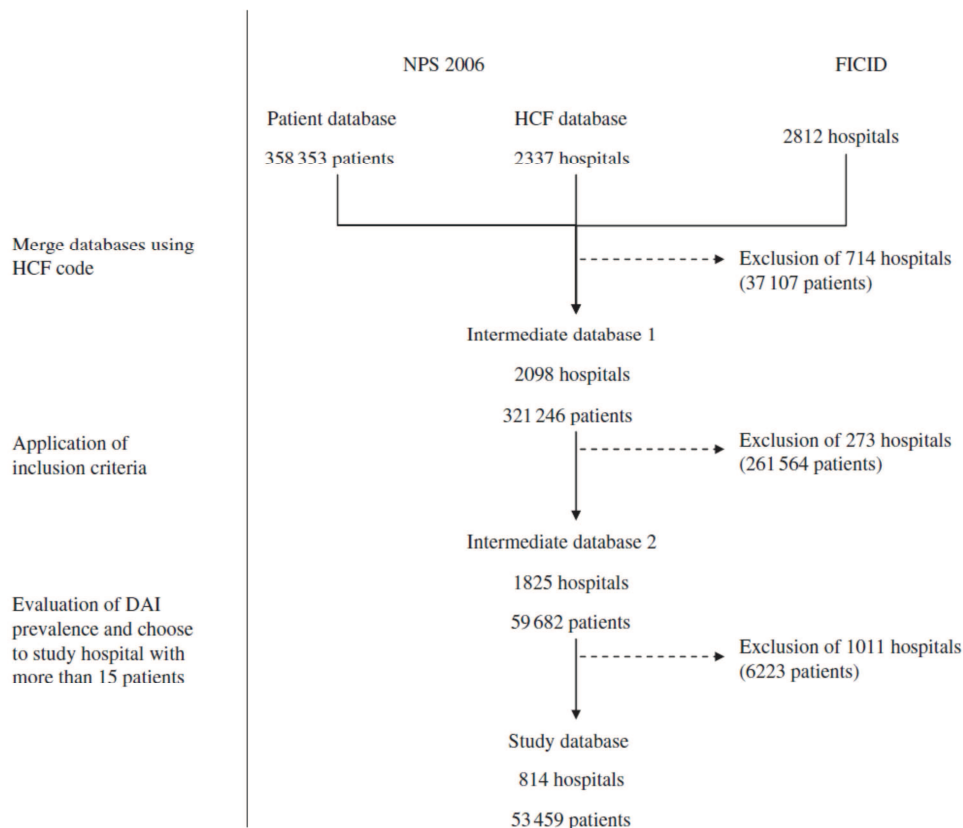 NPS 2006
FICID
Patient database
358 353 patients
HCF database
2337 hospitals
2812 hospitals
Merge databases using
HCF code
Exclusion of 714 hospitals
(37 107 patients)
Intermediate database 1
2098 hospitals
321 246 patients
Application of
inclusion criteria
Exclusion of 273 hospitals
(261 564 patients)
Intermediate database 2
1825 hospitals
59 682 patients
Evaluation of DAI
prevalence and choose
to study hospital with
more than 15 patients
Exclusion of 1011 hospitals
(6223 patients)
Study database
814 hospitals
53 459 patients